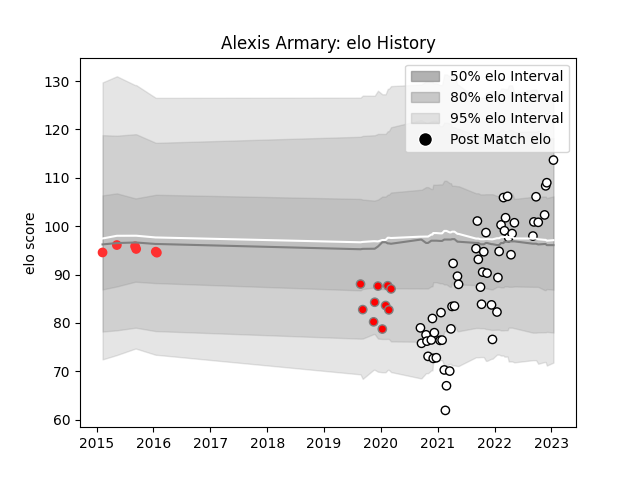 Alexis Armary: elo History
50% elo Interval
80% elo Interval
95% elo Interval
Post Match elo
elo score
130
120
110
100
90
80
70
60
2015 2016 2017 2018 2019 2020 2021 2022 2023